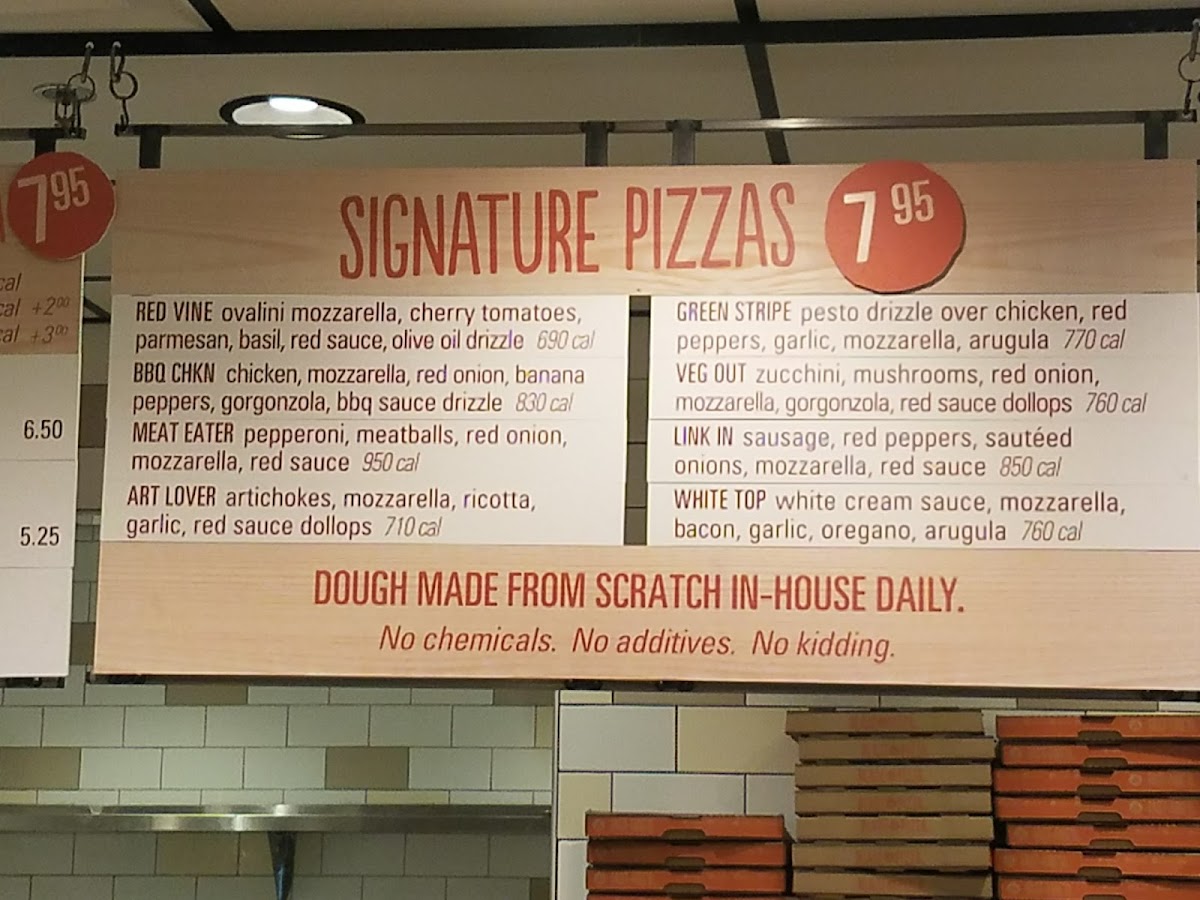 7 95
cal
cal +2 00
cal +3 00
6.50
5.25
SIGNATURE PIZZAS 7 95
RED VINE ovalini mozzarella, cherry tomatoes,
parmesan, basil, red sauce, olive oil drizzle 690 cal
BBQ CHKN chicken, mozzarella, red onion, banana
peppers, gorgonzola, bbq sauce drizzle 830 cal
MEAT EATER pepperoni, meatballs, red onion,
mozzarella, red sauce 950 cal
ART LOVER artichokes, mozzarella, ricotta,
garlic, red sauce dollops 710 cal
GREEN STRIPE pesto drizzle over chicken, red
peppers, garlic, mozzarella, arugula 770 cal
VEG OUT zucchini, mushrooms, red onion,
mozzarella, gorgonzola, red sauce dollops 760 cal
LINK IN sausage, red peppers, sautéed
onions, mozzarella, red sauce 850 cal
WHITE TOP white cream sauce, mozzarella,
bacon, garlic, oregano, arugula 760 cal
DOUGH MADE FROM SCRATCH IN-HOUSE DAILY.
No chemicals. No additives. No kidding.